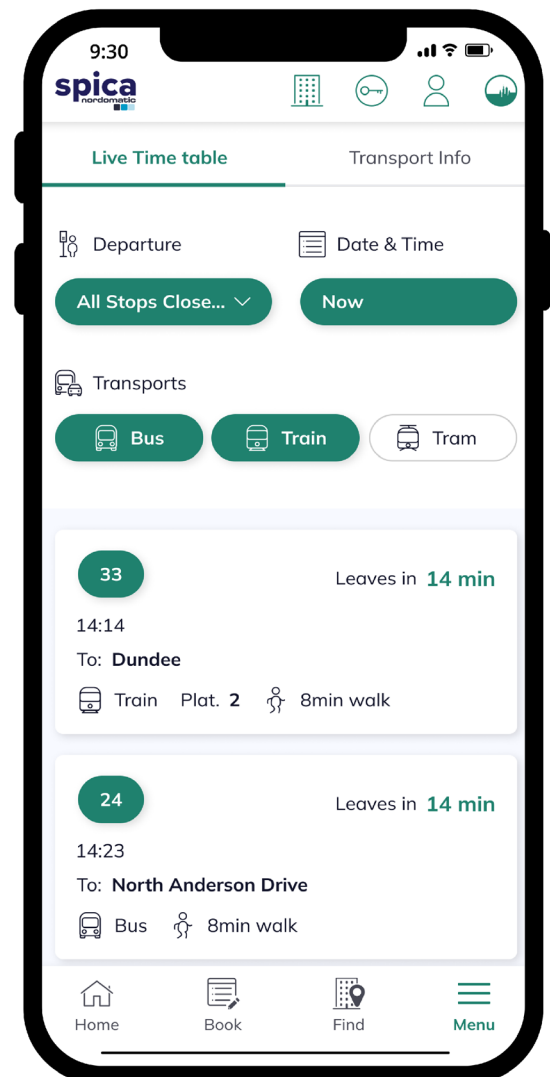 9:30
spica
nordomatic
Live Time table Transport Info
Departure Date & Time
All Stops Close... Now
Transports
Bus Train Tram
33 Leaves in 14 min
14:14
To: Dundee
Train Plat. 2 8min walk
24 Leaves in 14 min
14:23
To: North Anderson Drive
Bus 8min walk
Home Book Find Menu